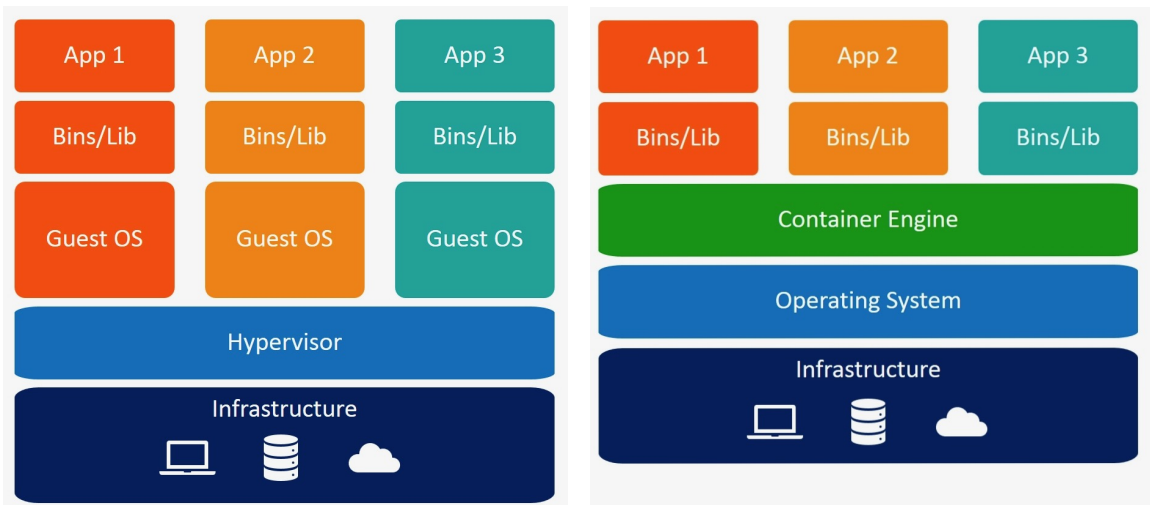 App 1
App 2
App 3
Bins/Lib
Bins/Lib
Bins/Lib
Guest OS
Guest OS
Guest OS
Hypervisor
Infrastructure
App 1
App 2
App 3
Bins/Lib
Bins/Lib
Bins/Lib
Container Engine
Operating System
Infrastructure